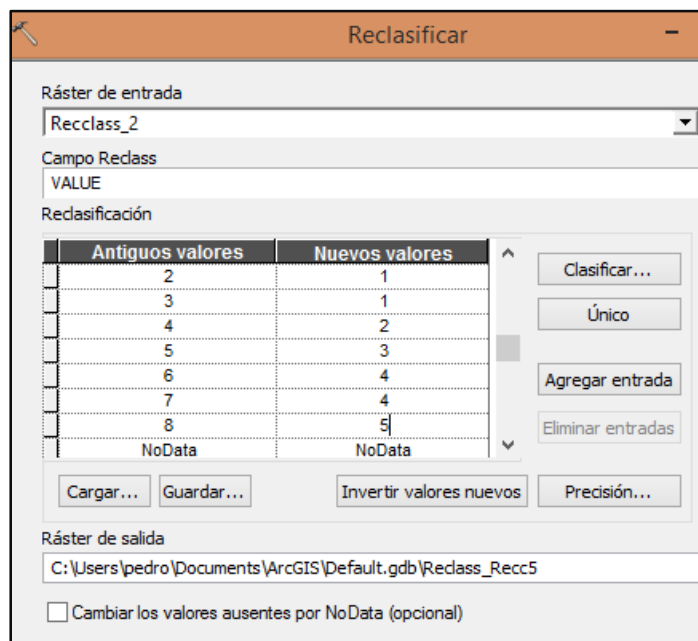 Reclasificar
Ráster de entrada
Recclass_2
Campo Reclass
VALUE
Reclasificación
Antiguos valores Nuevos valores
2 1
3 1
4 2
5 3
6 4
7 4
8 5
NoData NoData
Clasificar...
Único
Agregar entrada
Eliminar entradas
Cargar... Guardar... Invertir valores nuevos Precisión...
Ráster de salida
C:\Users\pedro\Documents\ArcGIS\Default.gdb\Reclass_Recc5
Cambiar los valores ausentes por NoData (opcional)